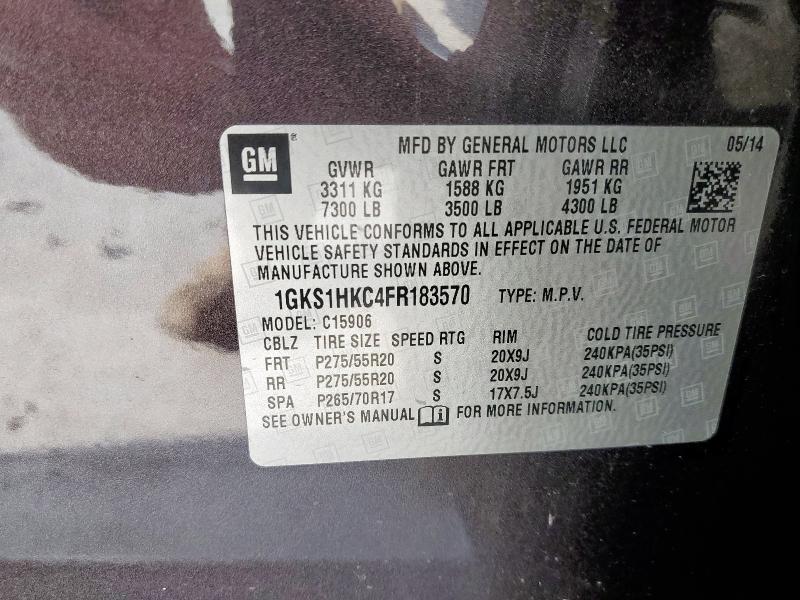 GM
MFD BY GENERAL MOTORS LLC 05/14
GVWR GAWR FRT GAWR RR
3311 KG 1588 KG 1951 KG
7300 LB 3500 LB 4300 LB
THIS VEHICLE CONFORMS TO ALL APPLICABLE U.S. FEDERAL MOTOR
VEHICLE SAFETY STANDARDS IN EFFECT ON THE DATE OF
MANUFACTURE SHOWN ABOVE.
1GKS1HKC4FR183570 TYPE: M.P.V.
MODEL: C15906
CBLZ TIRE SIZE SPEED RTG RIM COLD TIRE PRESSURE
FRT P275/55R20 S 20X9J 240KPA(35PSI)
RR P275/55R20 S 20X9J 240KPA(35PSI)
SPA P265/70R17 S 17X7.5J 240KPA(35PSI)
SEE OWNER'S MANUAL FOR MORE INFORMATION.